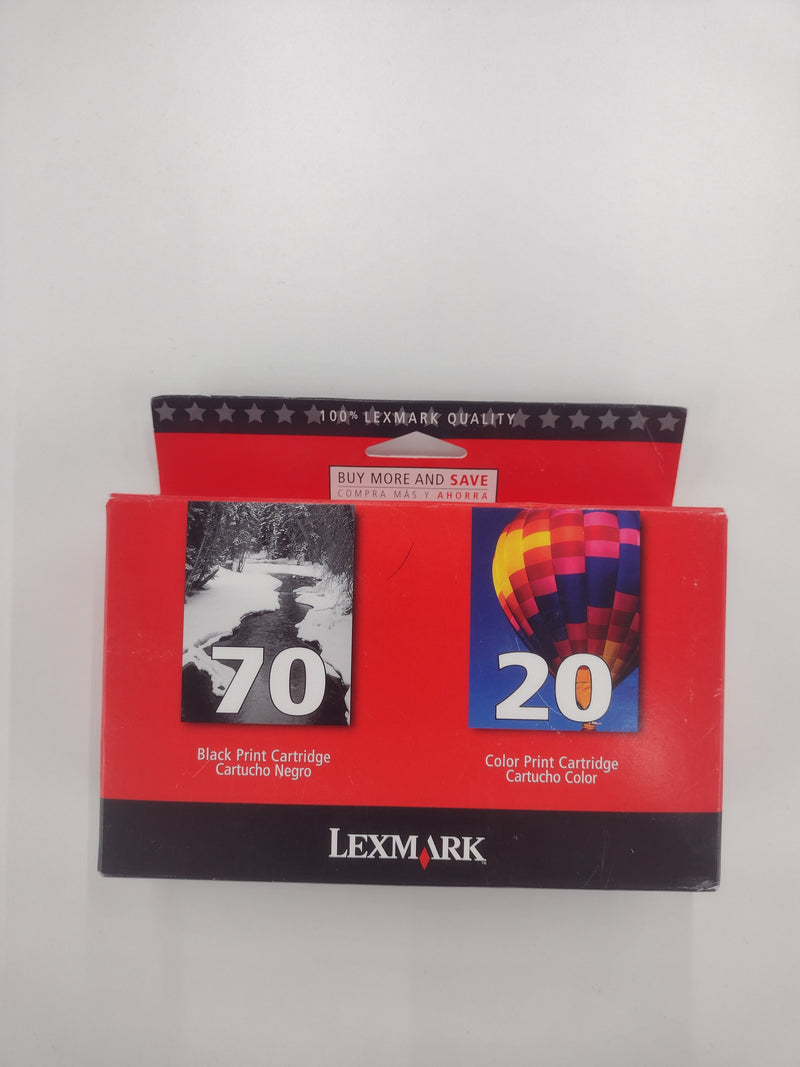 100% LEXMARK QUALITY
BUY MORE AND SAVE
COMPRA MÁS Y AHORRA
70
20
Black Print Cartridge
Cartucho Negro
Color Print Cartridge
Cartucho Color
LEXMARK™